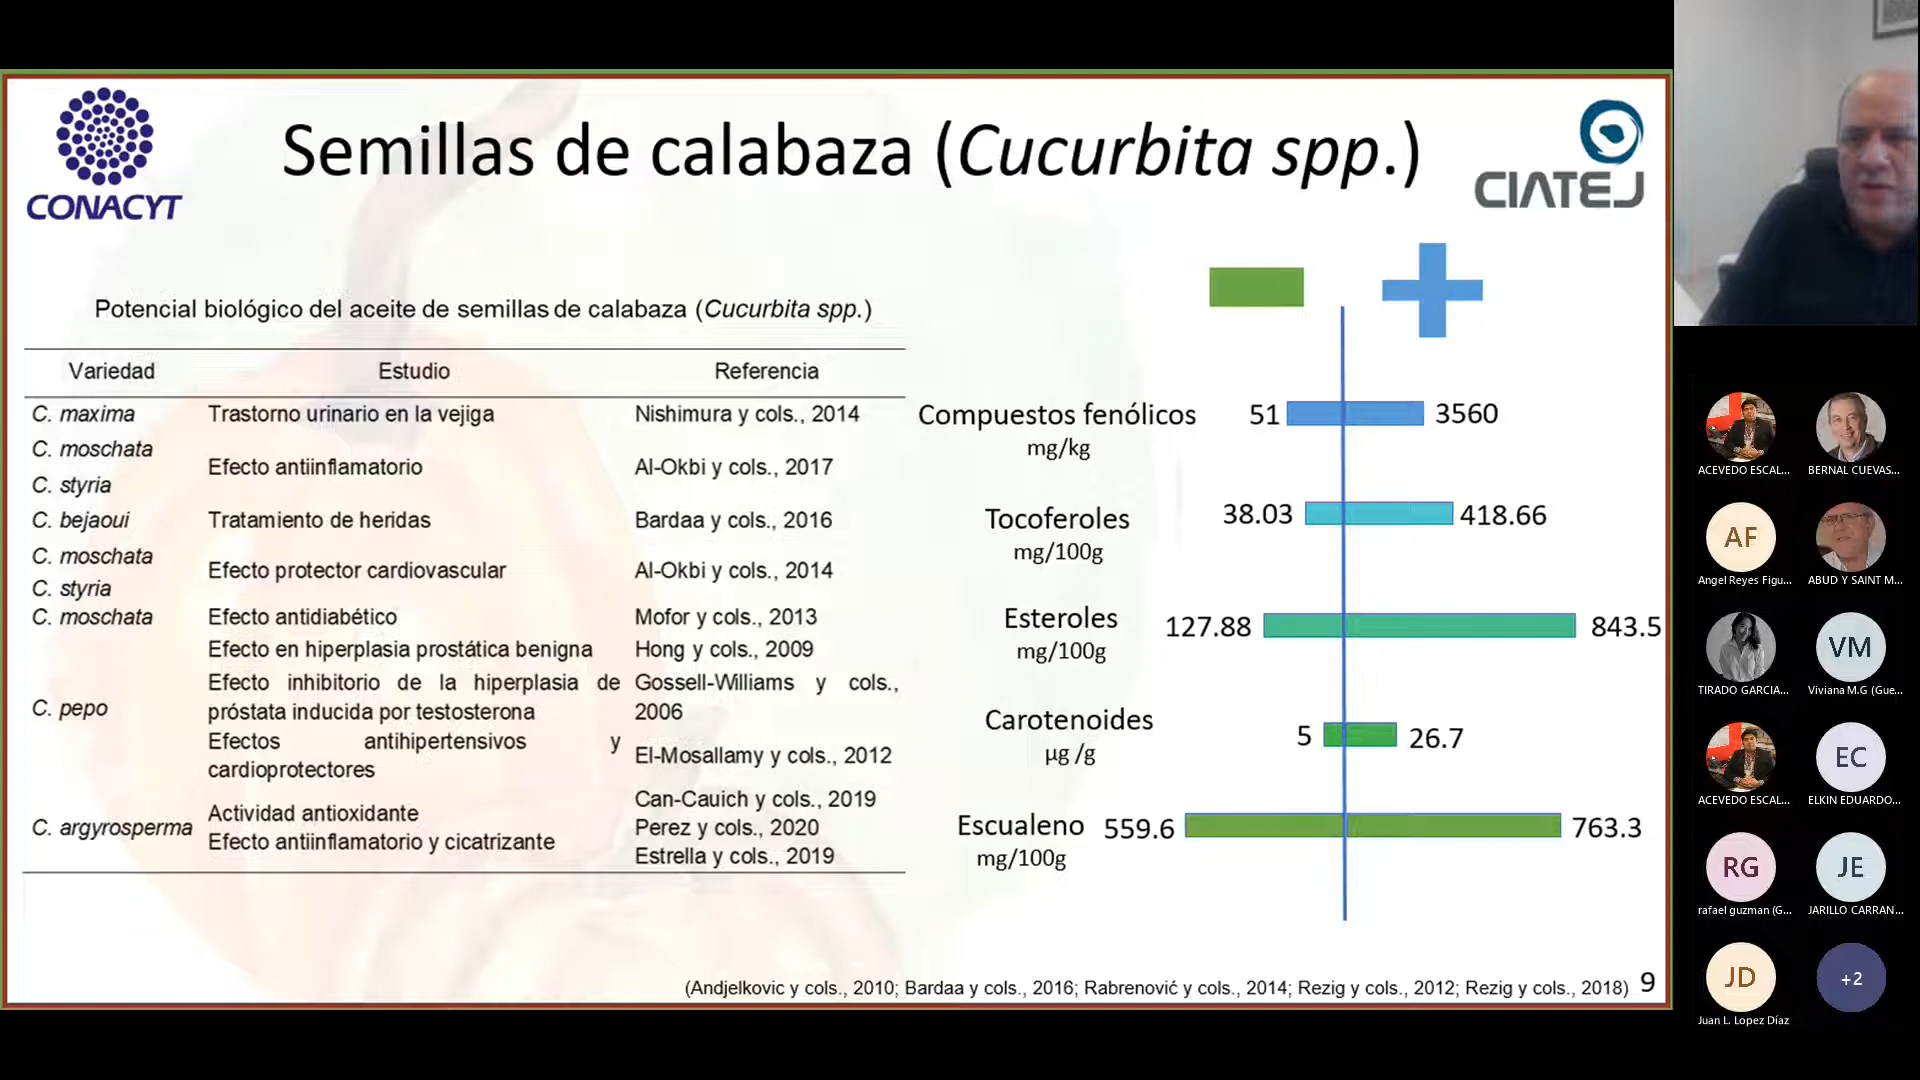 CONACYT
Semillas de calabaza (Cucurbita spp.)
CIATEJ
Potencial biológico del aceite de semillas de calabaza (Cucurbita spp.)
Variedad Estudio Referencia
C. maxima Trastorno urinario en la vejiga Nishimura y cols., 2014
C. moschata
C. styria
Efecto antiinflamatorio Al-Okbi y cols., 2017
C. bejaoui Tratamiento de heridas Bardaa y cols., 2016
C. moschata
C. styria
Efecto protector cardiovascular Al-Okbi y cols., 2014
C. moschata Efecto antidiabético Mofor y cols., 2013
C. pepo
Efecto en hiperplasia prostática benigna Hong y cols., 2009
Efecto inhibitorio de la hiperplasia de Gossell-Williams y cols.,
próstata inducida por testosterona 2006
Efectos antihipertensivos y
cardioprotectores
El-Mosallamy y cols., 2012
C. argyrosperma
Actividad antioxidante
Efecto antiinflamatorio y cicatrizante
Can-Cauich y cols., 2019
Perez y cols., 2020
Estrella y cols., 2019
Compuestos fenólicos 51 3560
mg/kg
Tocoferoles 38.03 418.66
mg/100g
Esteroles 127.88 843.5
mg/100g
Carotenoides 5 26.7
µg /g
Escualeno 559.6 763.3
mg/100g
(Andjelkovic y cols., 2010; Bardaa y cols., 2016; Rabrenović y cols., 2014; Rezig y cols., 2012; Rezig y cols., 2018) 9
ACEVEDO ESCAL... BERNAL CUEVAS...
AF
Angel Reyes Figu... ABUD Y SAINT M...
VM
TIRADO GARCIA... Viviana M.G (Gue...
EC
ACEVEDO ESCAL... ELKIN EDUARDO...
RG JE
rafael guzman (G... JARILLO CARRAN...
JD +2
Juan L. Lopez Díaz